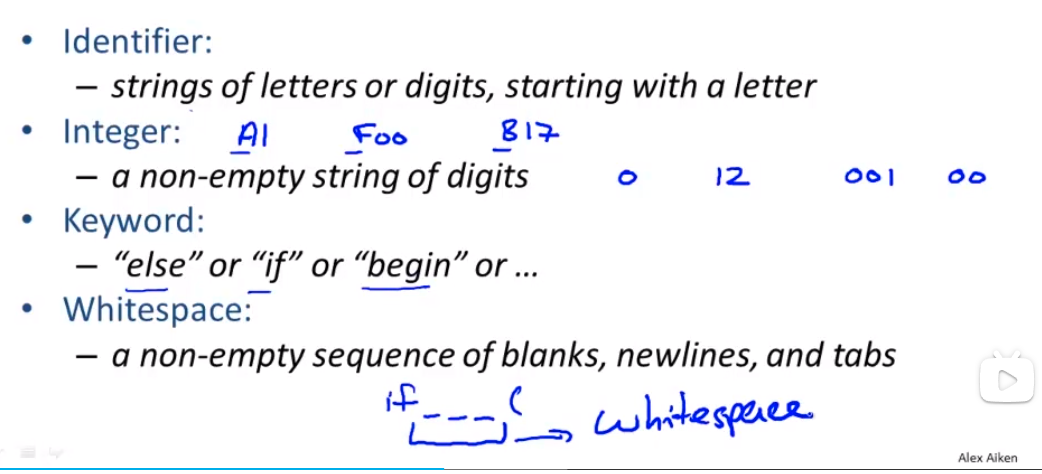 • Identifier:
– strings of letters or digits, starting with a letter
• Integer: A1 Foo B17
– a non-empty string of digits 0 12 001 00
• Keyword:
– “else” or “if” or “begin” or ...
• Whitespace:
– a non-empty sequence of blanks, newlines, and tabs
if _ _ _ ( → whitespace
Alex Aiken